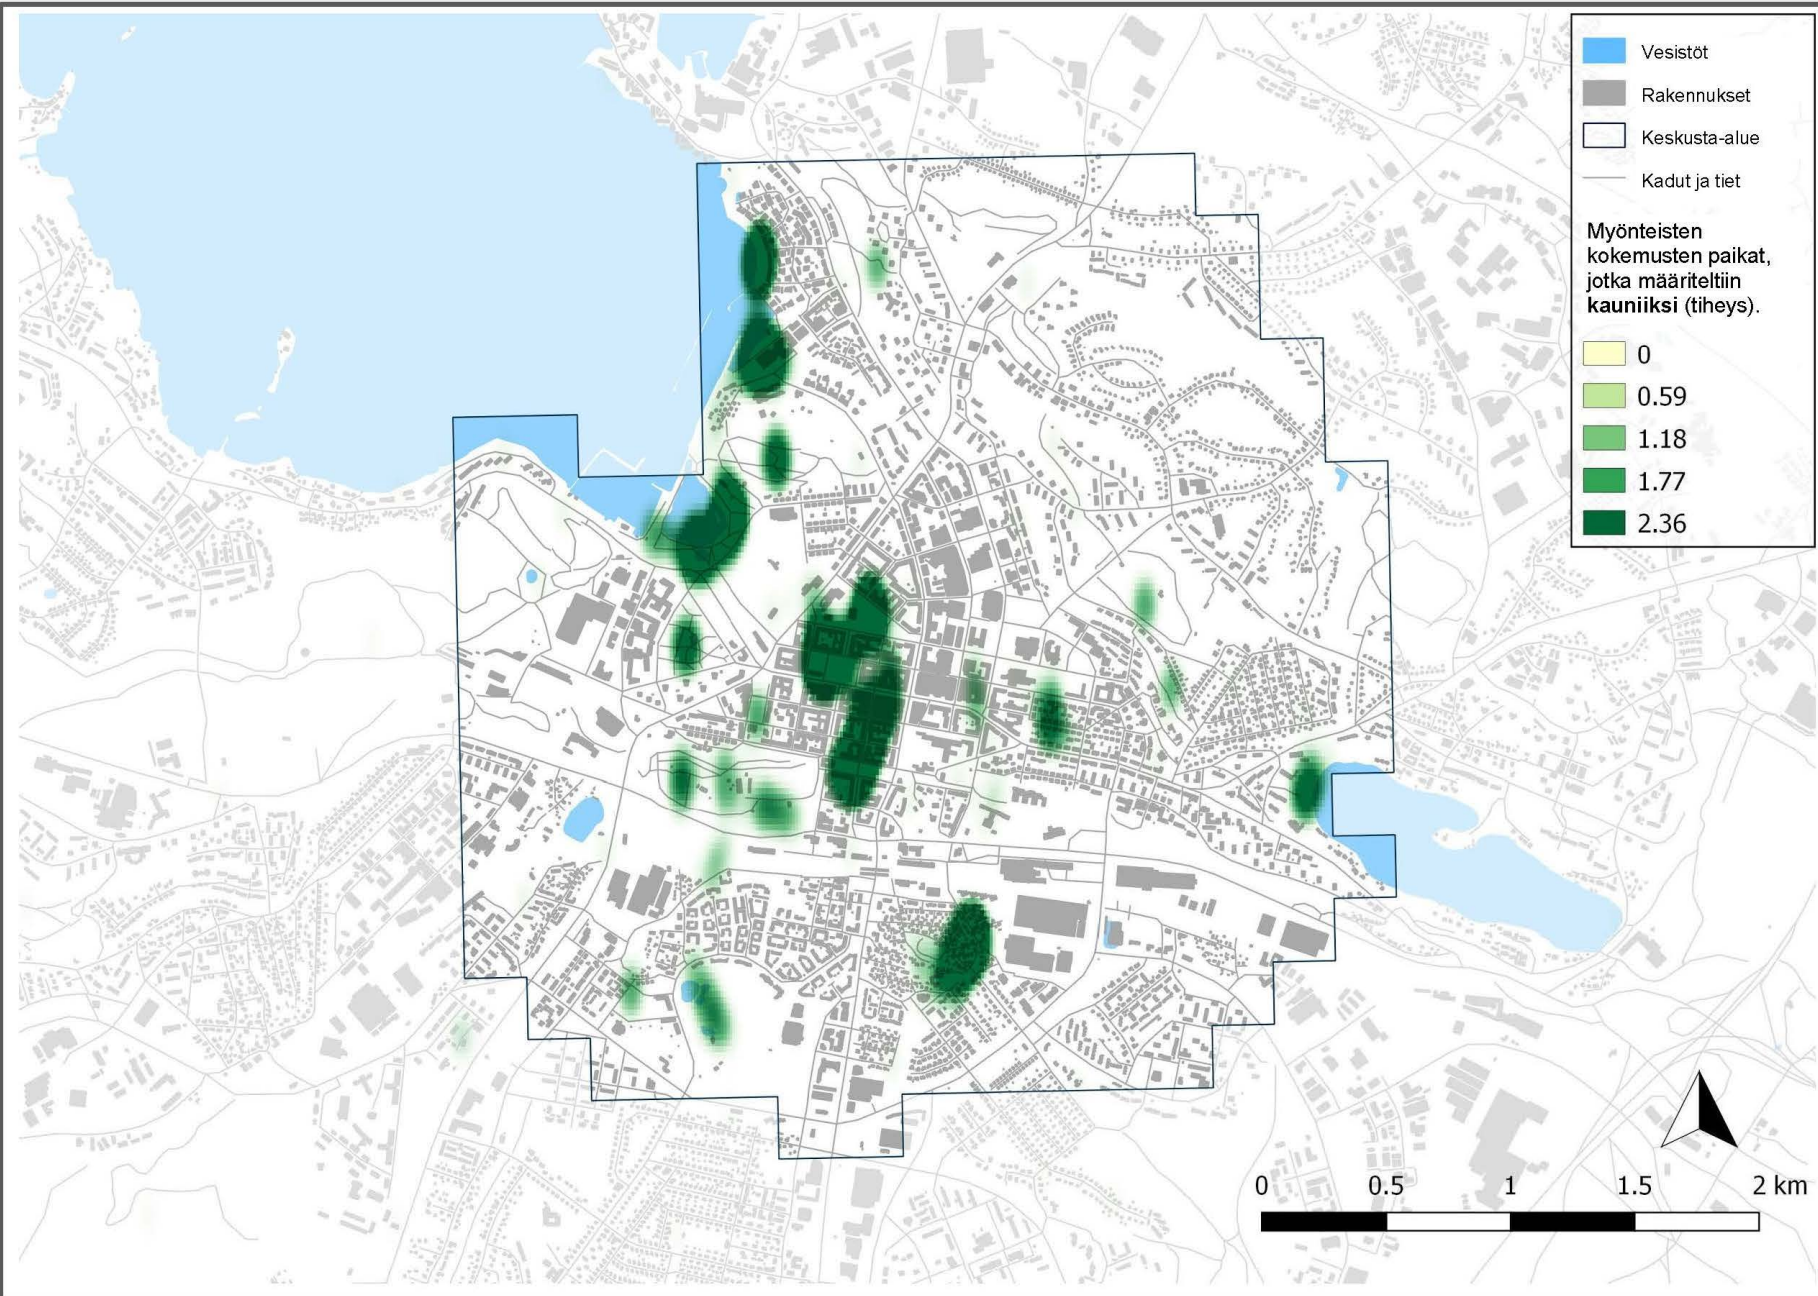 Vesistöt
Rakennukset
Keskusta-alue
Kadut ja tiet
Myönteisten
kokemusten paikat,
jotka määriteltiin
kauniiksi (tiheys).
0
0.59
1.18
1.77
2.36
0 0.5 1 1.5 2 km